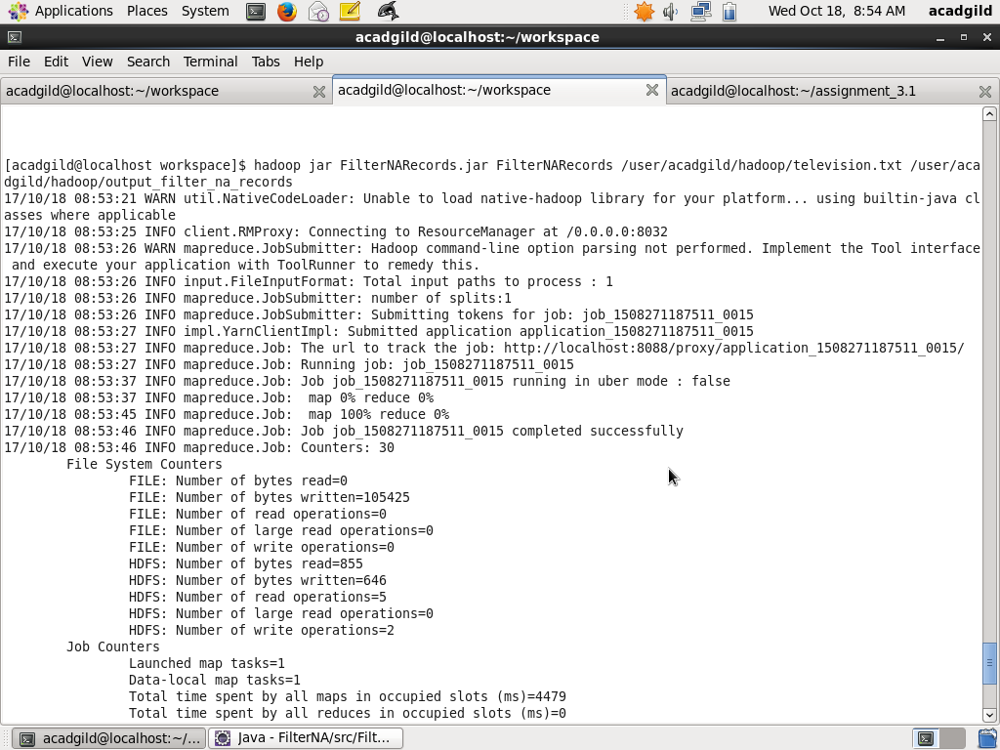 Applications Places System
Wed Oct 18, 8:54 AM acadgild
acadgild@localhost:~/workspace
File Edit View Search Terminal Tabs Help
acadgild@localhost:~/workspace acadgild@localhost:~/workspace acadgild@localhost:~/assignment_3.1
[acadgild@localhost workspace]$ hadoop jar FilterNARecords.jar FilterNARecords /user/acadgild/hadoop/television.txt /user/aca
dgild/hadoop/output_filter_na_records
17/10/18 08:53:21 WARN util.NativeCodeLoader: Unable to load native-hadoop library for your platform... using builtin-java cl
asses where applicable
17/10/18 08:53:25 INFO client.RMProxy: Connecting to ResourceManager at /0.0.0.0:8032
17/10/18 08:53:26 WARN mapreduce.JobSubmitter: Hadoop command-line option parsing not performed. Implement the Tool interface
 and execute your application with ToolRunner to remedy this.
17/10/18 08:53:26 INFO input.FileInputFormat: Total input paths to process : 1
17/10/18 08:53:26 INFO mapreduce.JobSubmitter: number of splits:1
17/10/18 08:53:26 INFO mapreduce.JobSubmitter: Submitting tokens for job: job_1508271187511_0015
17/10/18 08:53:27 INFO impl.YarnClientImpl: Submitted application application_1508271187511_0015
17/10/18 08:53:27 INFO mapreduce.Job: The url to track the job: http://localhost:8088/proxy/application_1508271187511_0015/
17/10/18 08:53:27 INFO mapreduce.Job: Running job: job_1508271187511_0015
17/10/18 08:53:37 INFO mapreduce.Job: Job job_1508271187511_0015 running in uber mode : false
17/10/18 08:53:37 INFO mapreduce.Job:  map 0% reduce 0%
17/10/18 08:53:45 INFO mapreduce.Job:  map 100% reduce 0%
17/10/18 08:53:46 INFO mapreduce.Job: Job job_1508271187511_0015 completed successfully
17/10/18 08:53:46 INFO mapreduce.Job: Counters: 30
File System Counters
FILE: Number of bytes read=0
FILE: Number of bytes written=105425
FILE: Number of read operations=0
FILE: Number of large read operations=0
FILE: Number of write operations=0
HDFS: Number of bytes read=855
HDFS: Number of bytes written=646
HDFS: Number of read operations=5
HDFS: Number of large read operations=0
HDFS: Number of write operations=2
Job Counters
Launched map tasks=1
Data-local map tasks=1
Total time spent by all maps in occupied slots (ms)=4479
Total time spent by all reduces in occupied slots (ms)=0
acadgild@localhost:~/... Java - FilterNA/src/Filt...